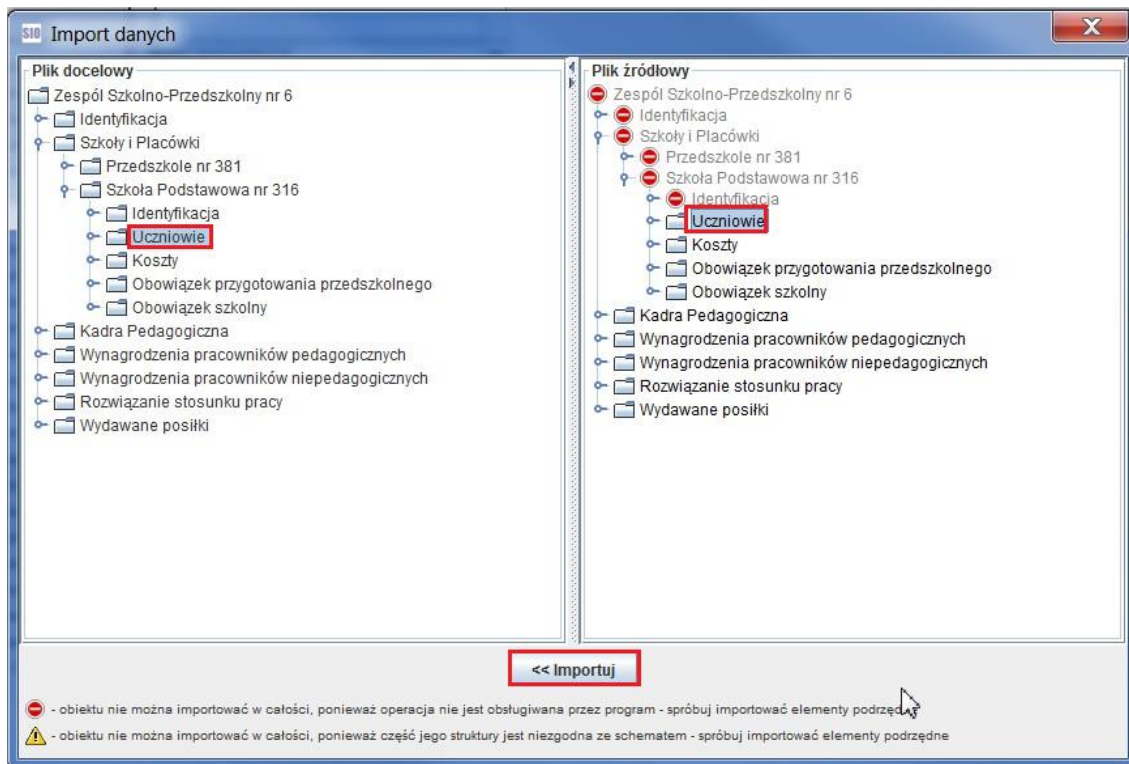 SIO Import danych
X
Plik docelowy
Zespól Szkolno-Przedszkolny nr 6
Identyfikacja
Szkoły i Placówki
Przedszkole nr 381
Szkoła Podstawowa nr 316
Identyfikacja
Uczniowie
Koszty
Obowiązek przygotowania przedszkolnego
Obowiązek szkolny
Kadra Pedagogiczna
Wynagrodzenia pracowników pedagogicznych
Wynagrodzenia pracowników niepedagogicznych
Rozwiązanie stosunku pracy
Wydawane posiłki
Plik źródłowy
Zespól Szkolno-Przedszkolny nr 6
Identyfikacja
Szkoły i Placówki
Przedszkole nr 381
Szkoła Podstawowa nr 316
Identyfikacja
Uczniowie
Koszty
Obowiązek przygotowania przedszkolnego
Obowiązek szkolny
Kadra Pedagogiczna
Wynagrodzenia pracowników pedagogicznych
Wynagrodzenia pracowników niepedagogicznych
Rozwiązanie stosunku pracy
Wydawane posiłki
<< Importuj
- obiektu nie można importować w całości, ponieważ operacja nie jest obsługiwana przez program - spróbuj importować elementy podrzędne
- obiektu nie można importować w całości, ponieważ część jego struktury jest niezgodna ze schematem - spróbuj importować elementy podrzędne